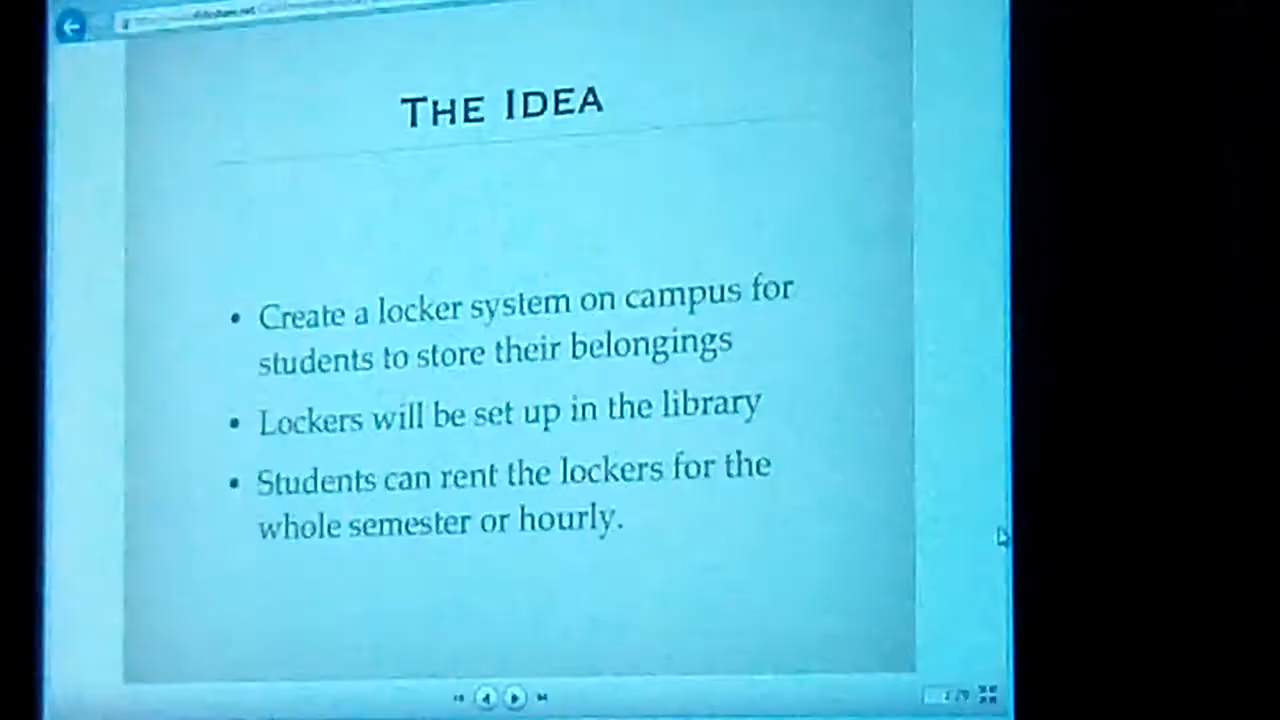 THE IDEA
• Create a locker system on campus for
students to store their belongings
• Lockers will be set up in the library
• Students can rent the lockers for the
whole semester or hourly.